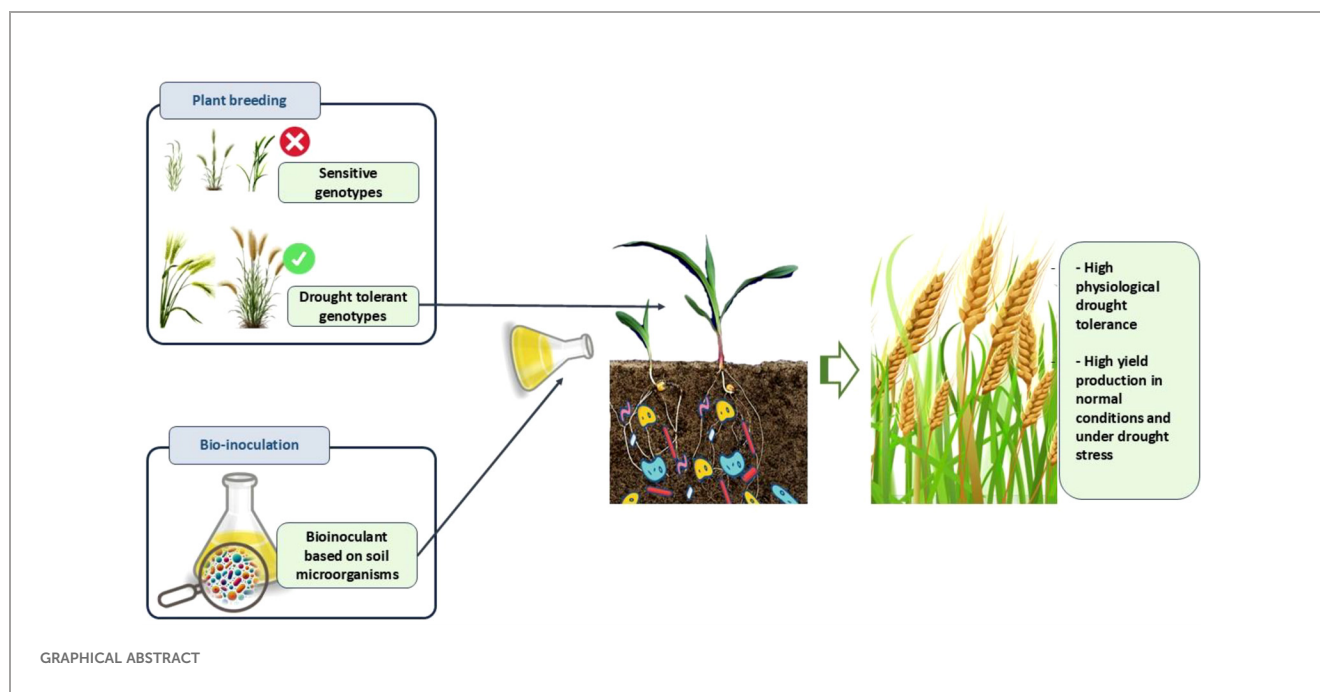 Plant breeding
Sensitive
genotypes
Drought tolerant
genotypes
Bio-inoculation
Bioinoculant
based on soil
microorganisms
- High
physiological
drought
tolerance
- High yield
production in
normal
conditions and
under drought
stress
GRAPHICAL ABSTRACT